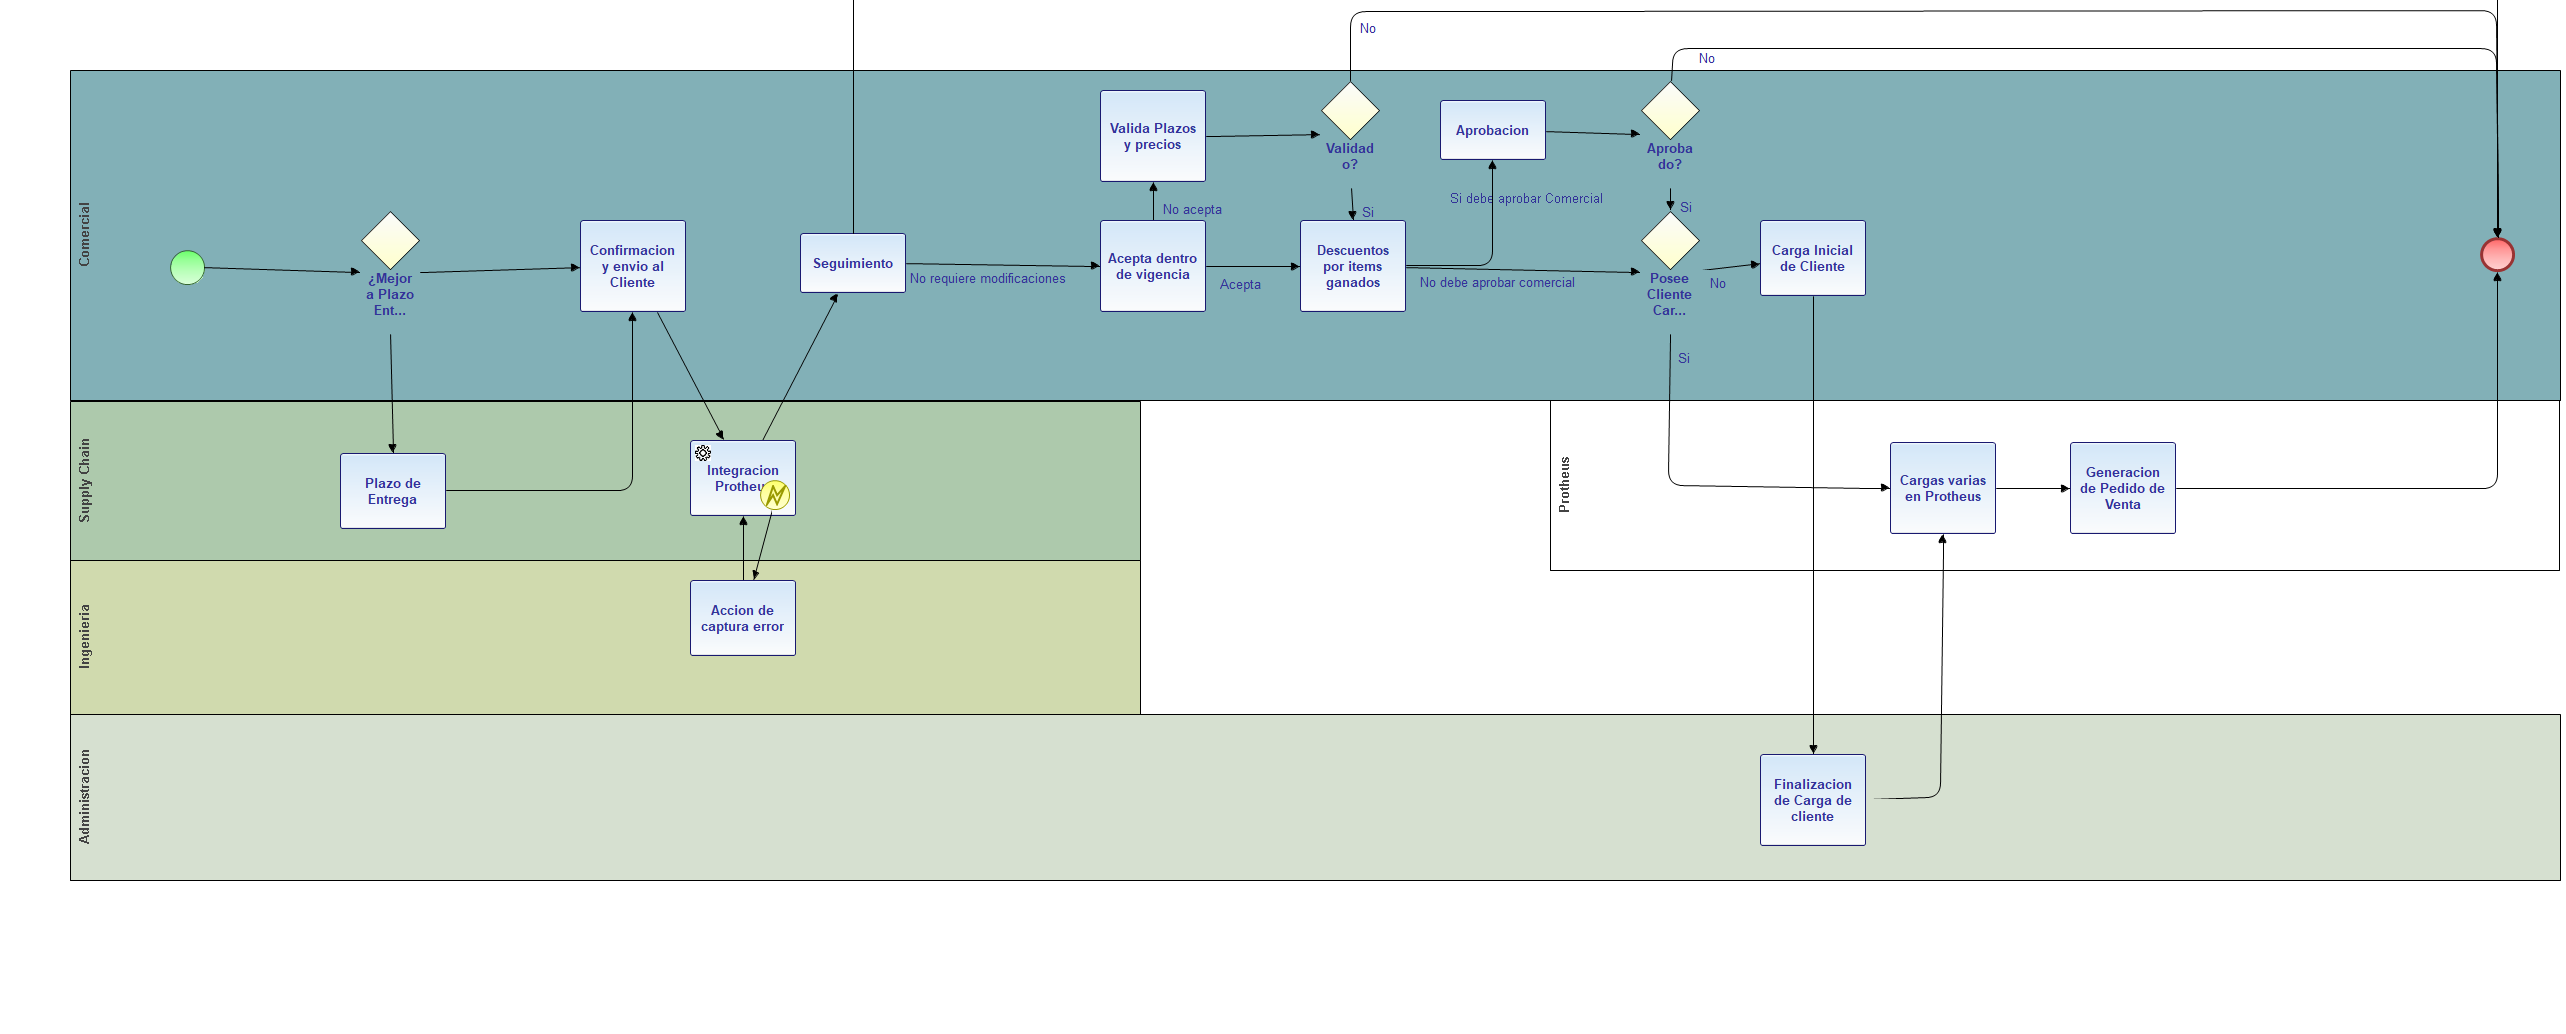 No
No
Comercial
Valida Plazos
y precios
Validad
o?
Aprobacion
Aproba
do?
Si debe aprobar Comercial
No acepta
Si
Si
¿Mejor
a Plazo
Ent...
Confirmacion
y envio al
Cliente
Seguimiento
No requiere modificaciones
Acepta dentro
de vigencia
Acepta
Descuentos
por items
ganados
No debe aprobar comercial
Posee
Cliente
Car...
No
Carga Inicial
de Cliente
Si
Supply Chain
Plazo de
Entrega
Integracion
Protheu
Protheus
Cargas varias
en Protheus
Generacion
de Pedido de
Venta
Ingenieria
Accion de
captura error
Administracion
Finalizacion
de Carga de
cliente